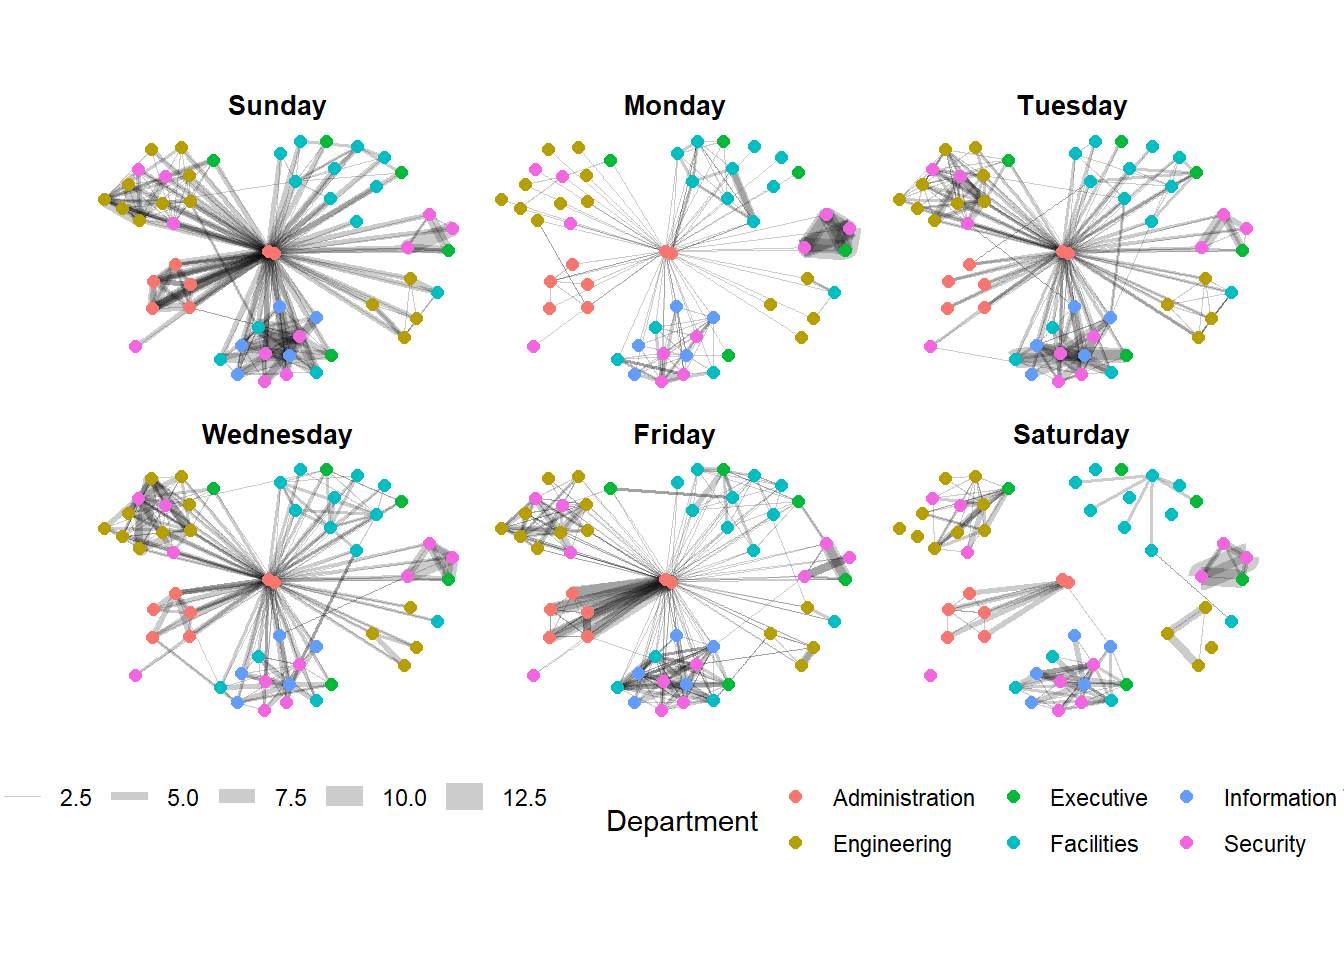 Sunday
Monday
Tuesday
Wednesday
Friday
Saturday
2.5 5.0 7.5 10.0 12.5
Department
Administration Executive Information
Engineering Facilities Security